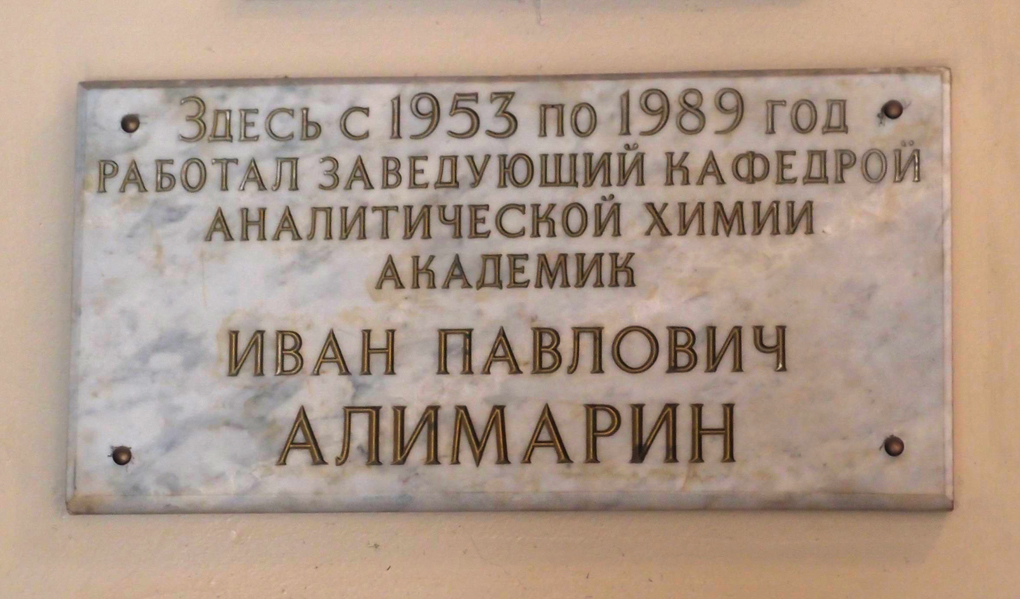 Здесь с 1953 по 1989 год
работал заведующий кафедрой
аналитической химии
академик
Иван Павлович
Алимарин